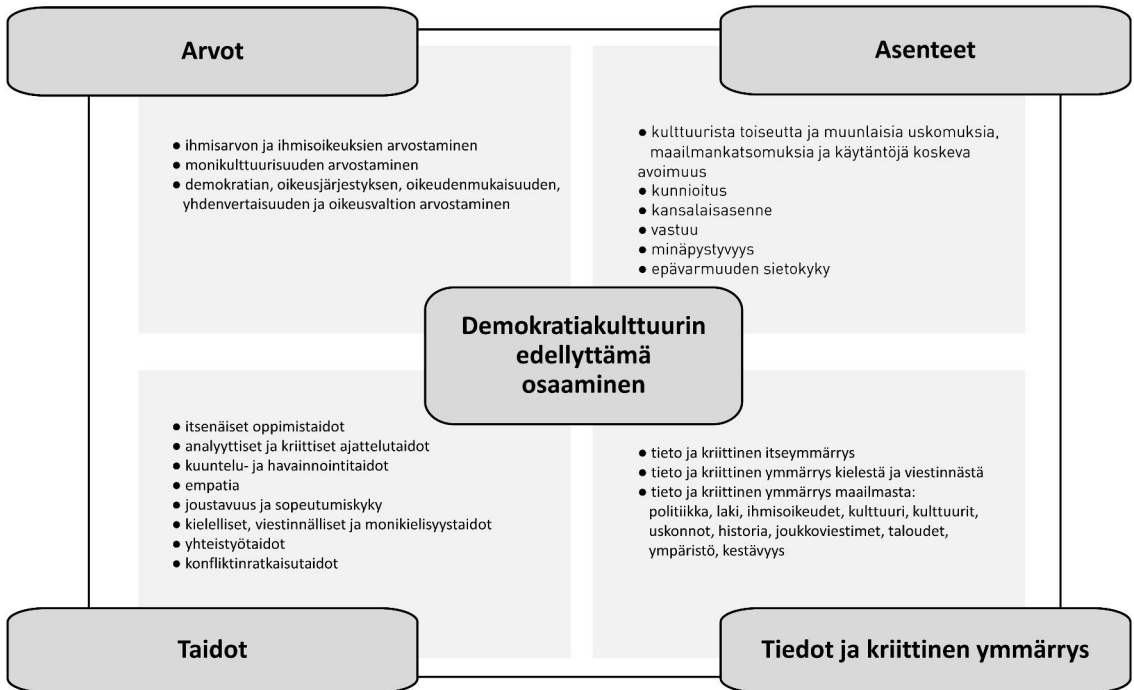 Arvot
● ihmisarvon ja ihmisoikeuksien arvostaminen
● monikulttuurisuuden arvostaminen
● demokratian, oikeusjärjestyksen, oikeudenmukaisuuden,
yhdenvertaisuuden ja oikeusvaltion arvostaminen
Asenteet
● kulttuurista toiseutta ja muunlaisia uskomuksia,
maailmankatsomuksia ja käytäntöjä koskeva
avoimuus
● kunnioitus
● kansalaisasenne
● vastuu
● minäpystyvyys
● epävarmuuden sietokyky
Demokratiakulttuurin
edellyttämä
osaaminen
● itsenäiset oppimistaidot
● analyyttiset ja kriittiset ajattelutaidot
● kuuntelu- ja havainnointitaidot
● empatia
● joustavuus ja sopeutumiskyky
● kielelliset, viestinnälliset ja monikielisyystaidot
● yhteistyötaidot
● konfliktinratkaisutaidot
Taidot
● tieto ja kriittinen itseymmärrys
● tieto ja kriittinen ymmärrys kielestä ja viestinnästä
● tieto ja kriittinen ymmärrys maailmasta:
politiikka, laki, ihmisoikeudet, kulttuuri, kulttuurit,
uskonnot, historia, joukkoviestimet, taloudet,
ympäristö, kestävyys
Tiedot ja kriittinen ymmärrys